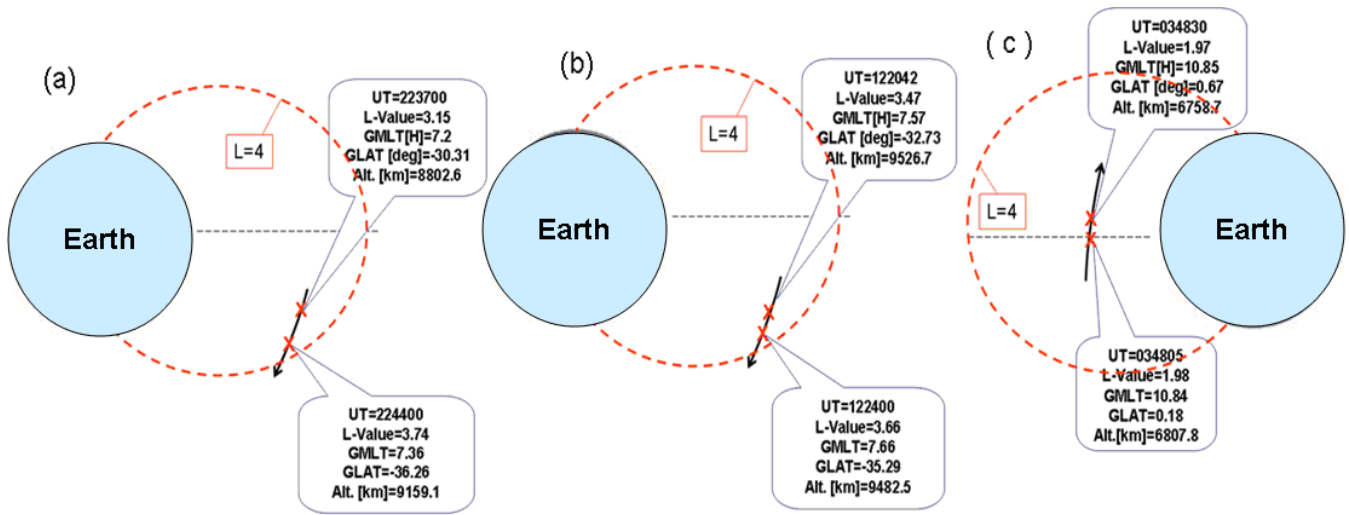 (a)
UT=223700
L-Value=3.15
GMLT[H]=7.2
GLAT [deg]=-30.31
Alt. [km]=8802.6
L=4
Earth
UT=224400
L-Value=3.74
GMLT=7.36
GLAT=-36.26
Alt. [km]=9159.1
(b)
UT=122042
L-Value=3.47
GMLT[H]=7.57
GLAT [deg]=-32.73
Alt. [km]=9526.7
L=4
Earth
UT=122400
L-Value=3.66
GMLT=7.66
GLAT=-35.29
Alt. [km]=9482.5
( c )
UT=034830
L-Value=1.97
GMLT[H]=10.85
GLAT [deg]=0.67
Alt. [km]=6758.7
L=4
Earth
UT=034805
L-Value=1.98
GMLT=10.84
GLAT=0.18
Alt.[km]=6807.8